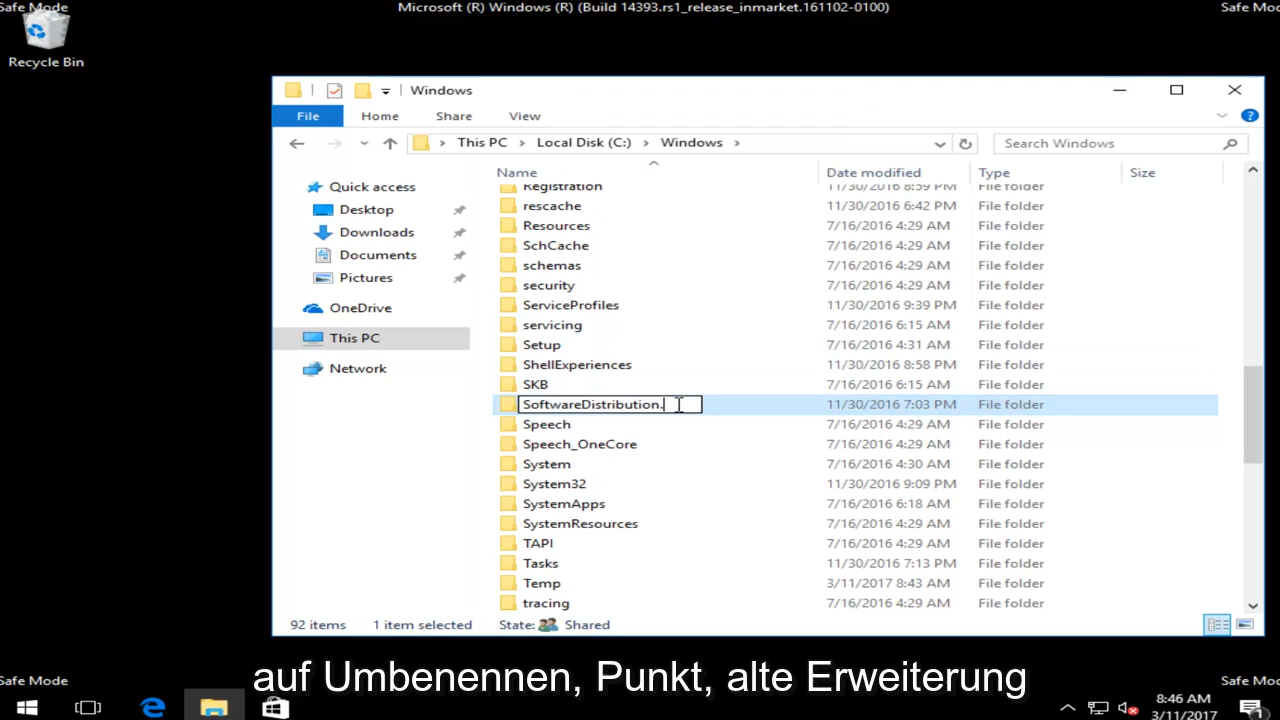 Safe Mode
Microsoft (R) Windows (R) (Build 14393.rs1_release_inmarket.161102-0100)
Safe Mo
Recycle Bin
Windows
File Home Share View
This PC Local Disk (C:) Windows
Search Windows
Name Date modified Type Size
Quick access
Desktop
Downloads
Documents
Pictures
OneDrive
This PC
Network
Registration 11/30/2016 8:59 PM File folder
rescache 11/30/2016 6:42 PM File folder
Resources 7/16/2016 4:29 AM File folder
SchCache 7/16/2016 4:29 AM File folder
schemas 7/16/2016 4:29 AM File folder
security 7/16/2016 4:29 AM File folder
ServiceProfiles 11/30/2016 9:39 PM File folder
servicing 7/16/2016 6:15 AM File folder
Setup 7/16/2016 4:31 AM File folder
ShellExperiences 11/30/2016 8:58 PM File folder
SKB 7/16/2016 6:15 AM File folder
SoftwareDistribution. 11/30/2016 7:03 PM File folder
Speech 7/16/2016 4:29 AM File folder
Speech_OneCore 7/16/2016 4:29 AM File folder
System 7/16/2016 4:30 AM File folder
System32 11/30/2016 9:09 PM File folder
SystemApps 7/16/2016 6:18 AM File folder
SystemResources 7/16/2016 4:29 AM File folder
TAPI 7/16/2016 4:29 AM File folder
Tasks 11/30/2016 7:13 PM File folder
Temp 3/11/2017 8:43 AM File folder
tracing 7/16/2016 4:29 AM File folder
92 items 1 item selected State: Shared
auf Umbenennen, Punkt, alte Erweiterung
Safe Mode
Safe Mo
8:46 AM
3/11/2017